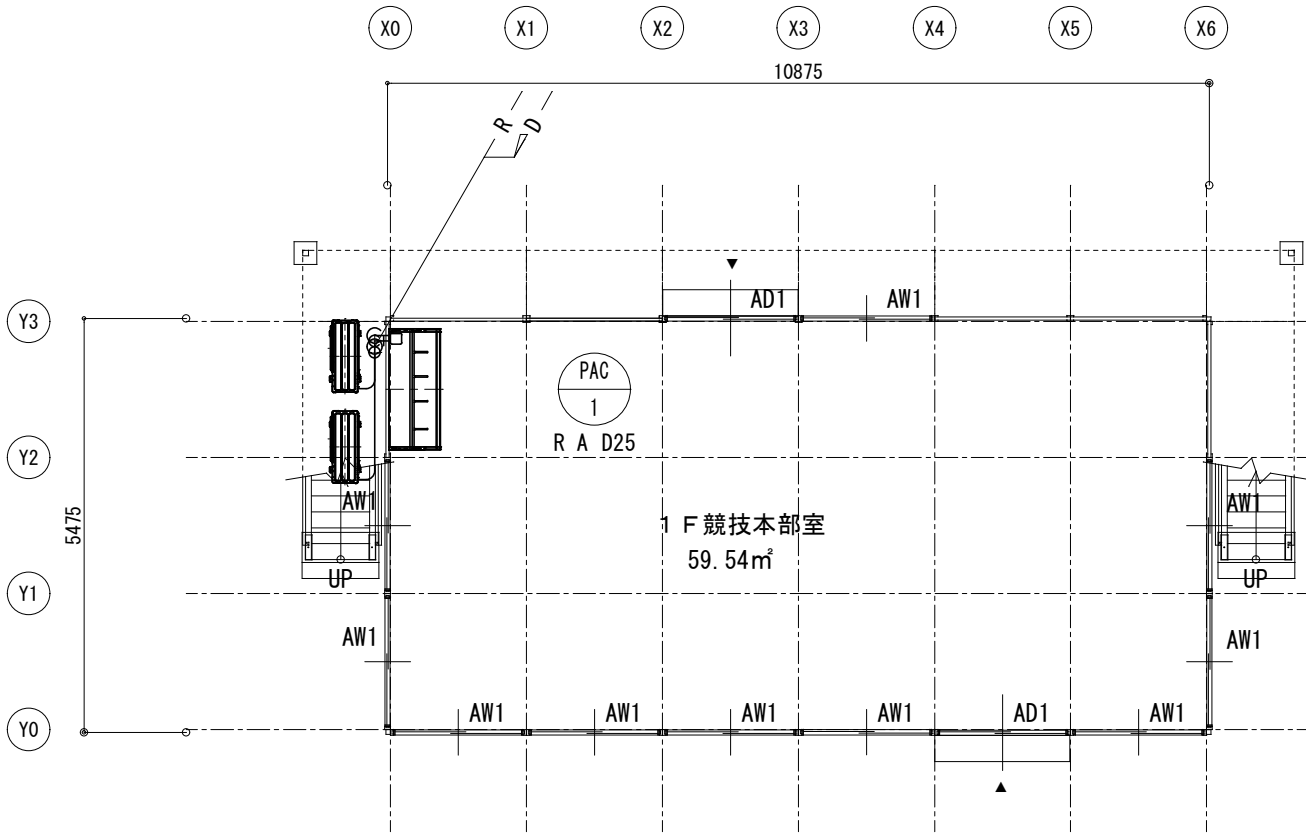 X0 X1 X2 X3 X4 X5 X6
10875
R
D
AD1 AW1
Y3
PAC
1
R A D25
Y2
AW1 AW1
5475
1F競技本部室
59.54㎡
UP UP
Y1
AW1 AW1
AW1 AW1 AW1 AW1 AD1 AW1
Y0